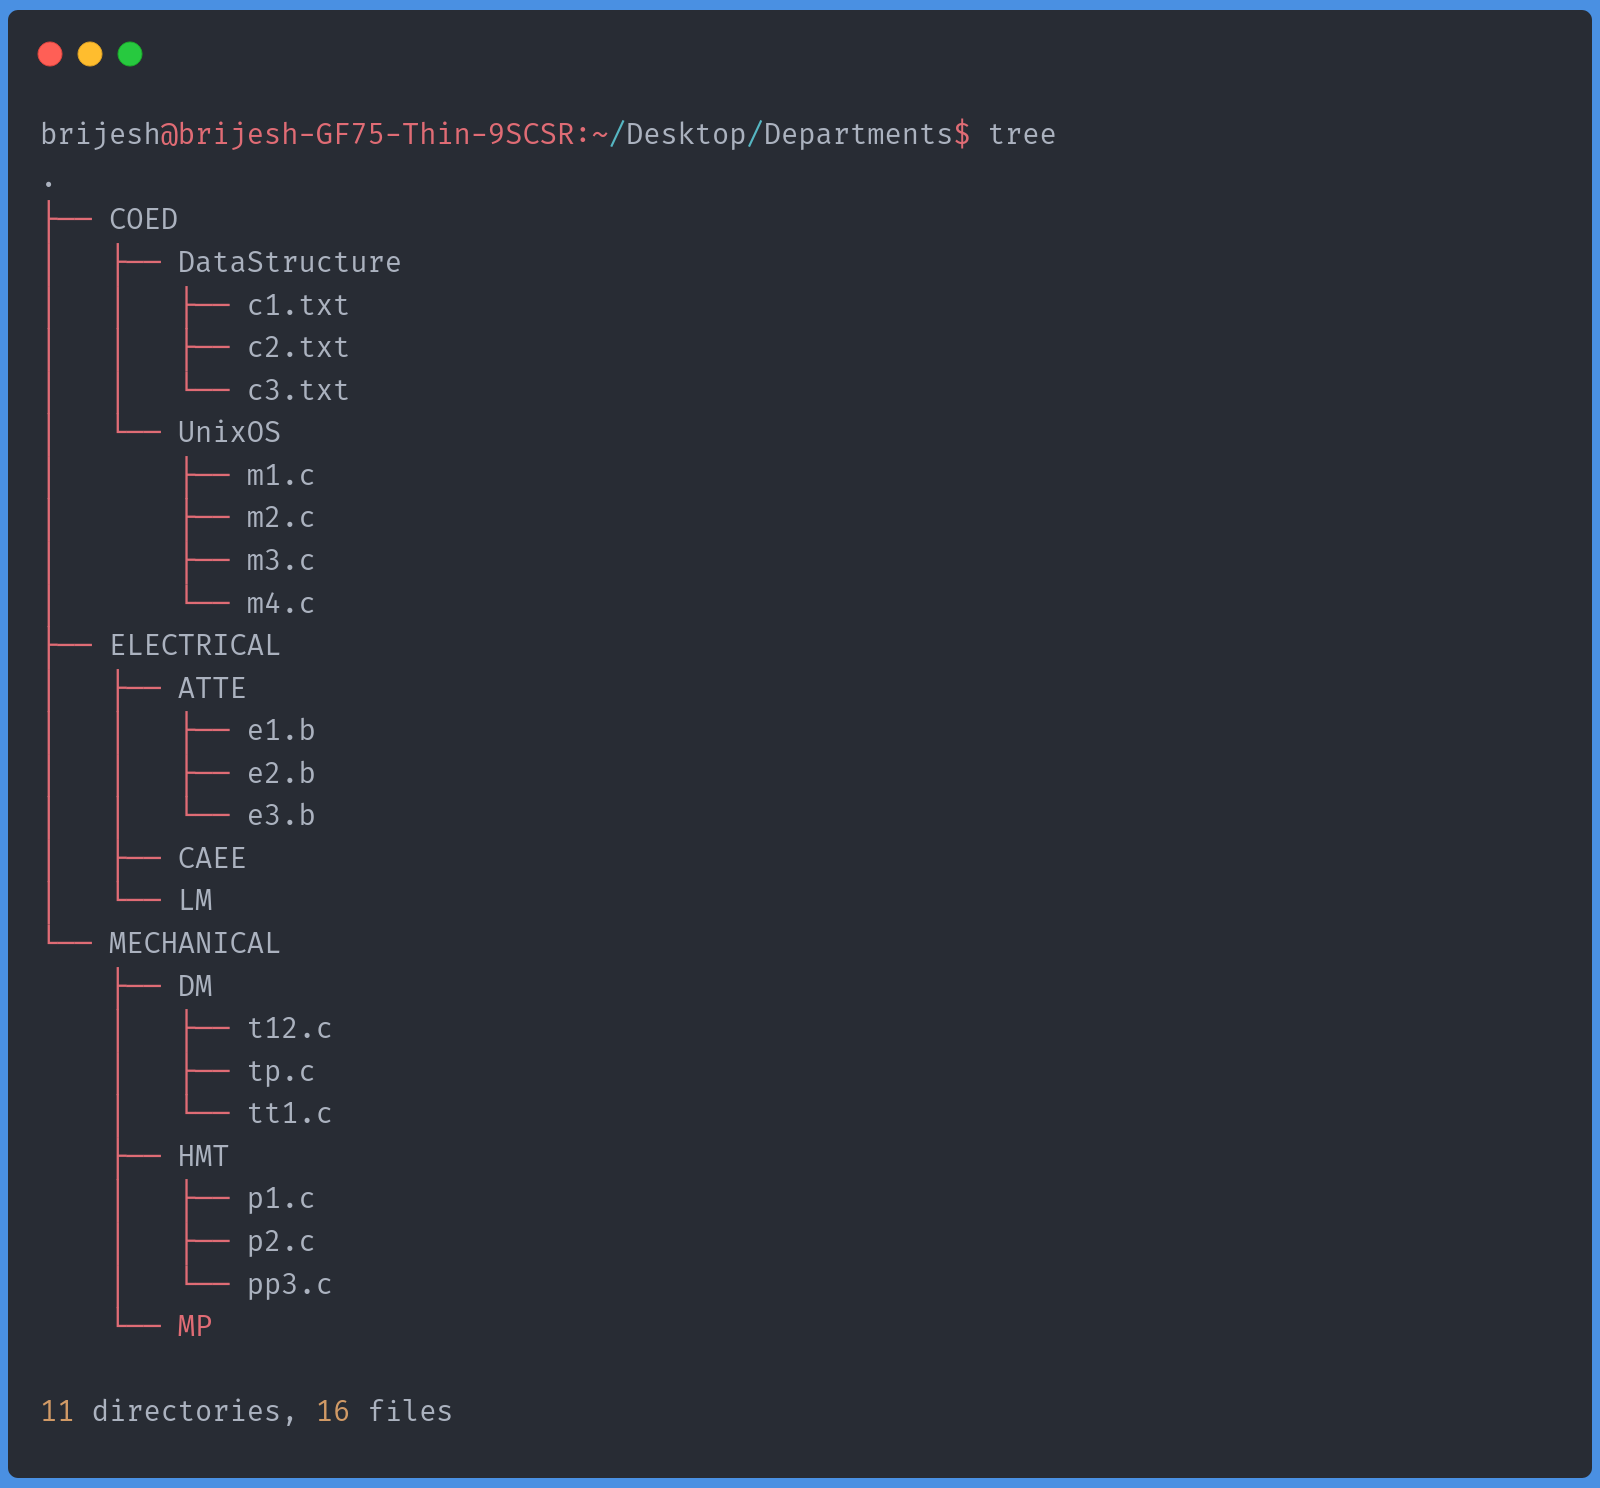 brijesh@brijesh-GF75-Thin-9SCSR:~/Desktop/Departments$ tree
.
├── COED
│   ├── DataStructure
│   │   ├── c1.txt
│   │   ├── c2.txt
│   │   └── c3.txt
│   └── UnixOS
│       ├── m1.c
│       ├── m2.c
│       ├── m3.c
│       └── m4.c
├── ELECTRICAL
│   ├── ATTE
│   │   ├── e1.b
│   │   ├── e2.b
│   │   └── e3.b
│   ├── CAEE
│   └── LM
└── MECHANICAL
    ├── DM
    │   ├── t12.c
    │   ├── tp.c
    │   └── tt1.c
    ├── HMT
    │   ├── p1.c
    │   ├── p2.c
    │   └── pp3.c
    └── MP
11 directories, 16 files